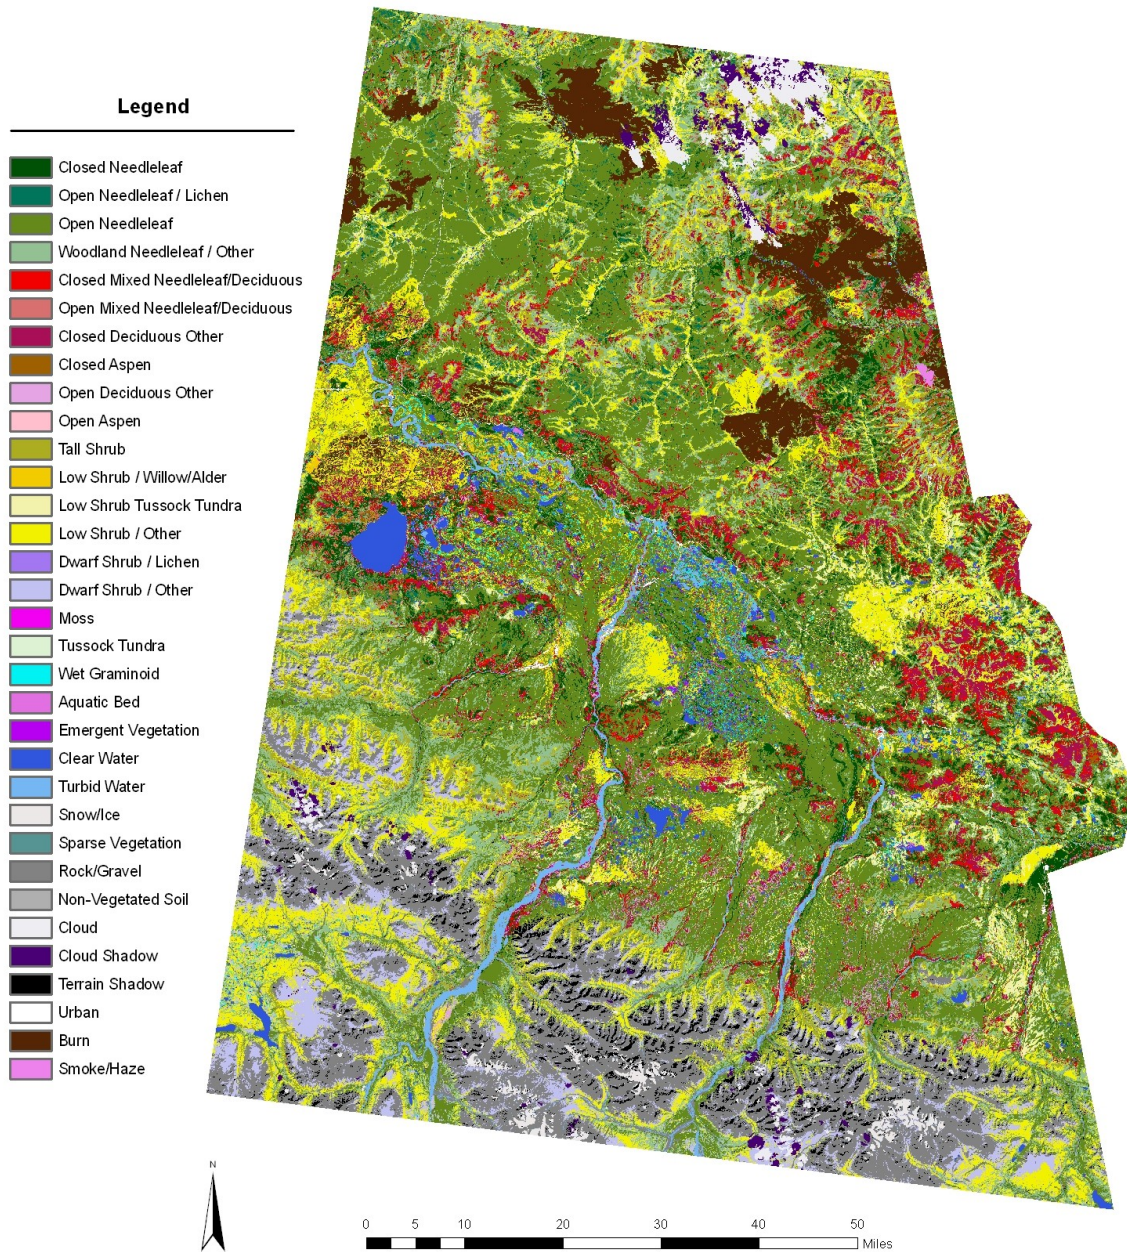 Legend
Closed Needleleaf
Open Needleleaf / Lichen
Open Needleleaf
Woodland Needleleaf / Other
Closed Mixed Needleleaf/Deciduous
Open Mixed Needleleaf/Deciduous
Closed Deciduous Other
Closed Aspen
Open Deciduous Other
Open Aspen
Tall Shrub
Low Shrub / Willow/Alder
Low Shrub Tussock Tundra
Low Shrub / Other
Dwarf Shrub / Lichen
Dwarf Shrub / Other
Moss
Tussock Tundra
Wet Graminoid
Aquatic Bed
Emergent Vegetation
Clear Water
Turbid Water
Snow/Ice
Sparse Vegetation
Rock/Gravel
Non-Vegetated Soil
Cloud
Cloud Shadow
Terrain Shadow
Urban
Burn
Smoke/Haze
N
0 5 10 20 30 40 50
Miles